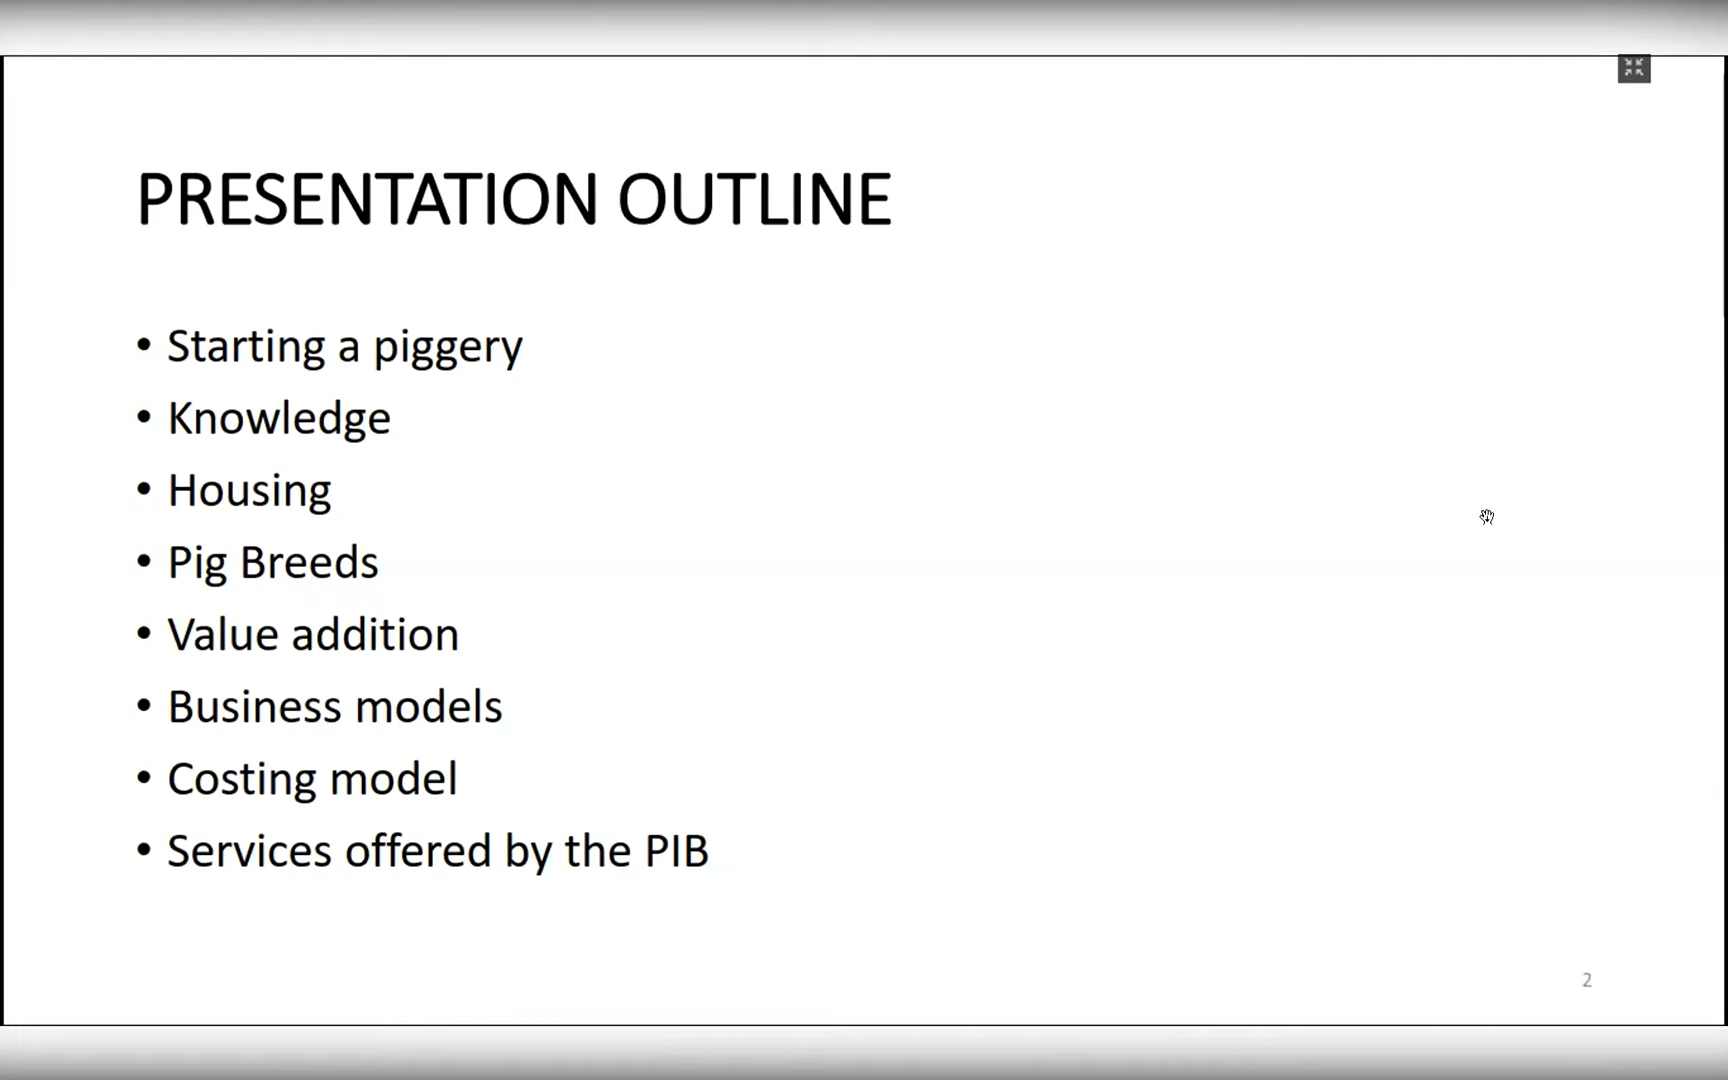 PRESENTATION OUTLINE
• Starting a piggery
• Knowledge
• Housing
• Pig Breeds
• Value addition
• Business models
• Costing model
• Services offered by the PIB
2